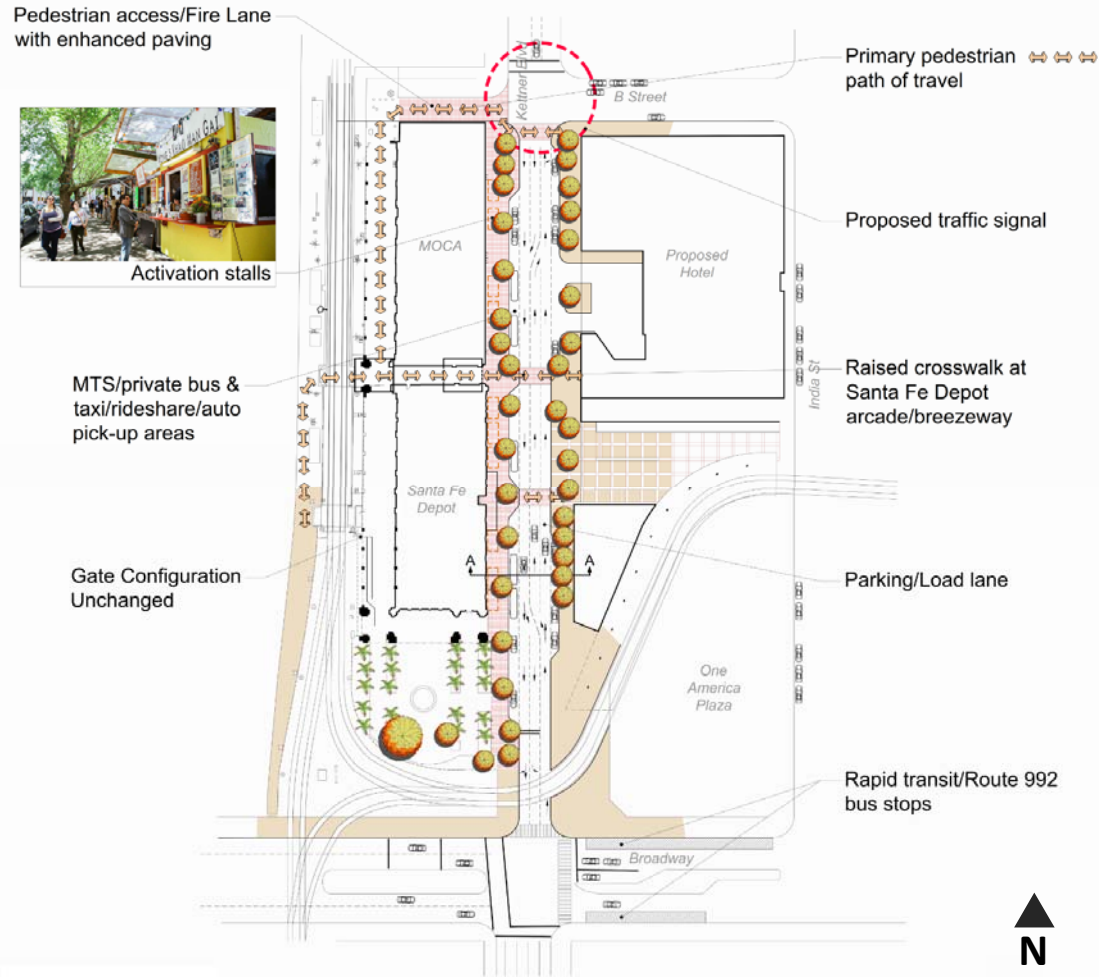 Pedestrian access/Fire Lane
with enhanced paving
Kettner Blvd
B Street
Primary pedestrian
path of travel
Activation stalls
MOCA
Proposed
Hotel
Proposed traffic signal
India St
MTS/private bus &
taxi/rideshare/auto
pick-up areas
Raised crosswalk at
Santa Fe Depot
arcade/breezeway
Santa Fe
Depot
A
A
Gate Configuration
Unchanged
Parking/Load lane
One
America
Plaza
Rapid transit/Route 992
bus stops
Broadway
N